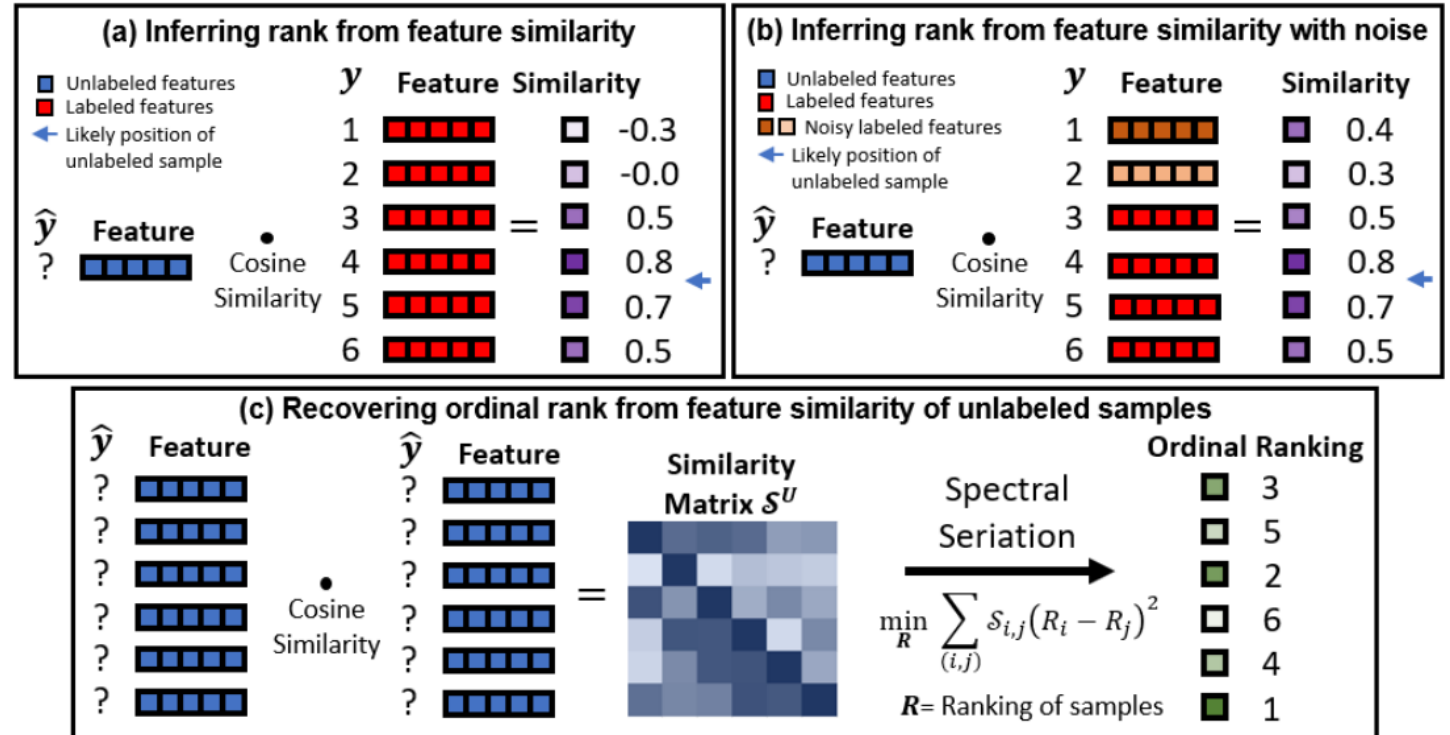 (a) Inferring rank from feature similarity
Unlabeled features
Labeled features
Likely position of
unlabeled sample
y Feature Similarity
1 -0.3
2 -0.0
3 0.5
4 0.8
5 0.7
6 0.5
ŷ Feature
?
Cosine
Similarity
=
(b) Inferring rank from feature similarity with noise
Unlabeled features
Labeled features
Noisy labeled features
Likely position of
unlabeled sample
y Feature Similarity
1 0.4
2 0.3
3 0.5
4 0.8
5 0.7
6 0.5
ŷ Feature
?
Cosine
Similarity
=
(c) Recovering ordinal rank from feature similarity of unlabeled samples
ŷ Feature
?
?
?
?
?
?
Cosine
Similarity
ŷ Feature
?
?
?
?
?
?
=
Similarity
Matrix 𝒮^U
Spectral
Seriation
min_R ∑_(i,j) 𝒮_{i,j}(R_i − R_j)^2
R= Ranking of samples
Ordinal Ranking
3
5
2
6
4
1